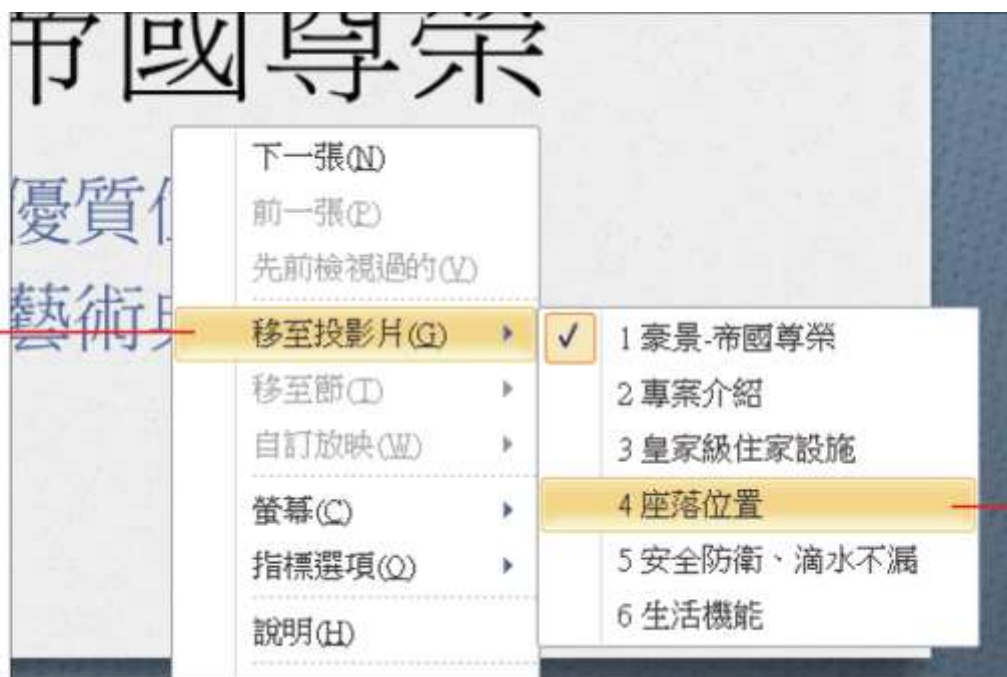 帝國尊榮
優質
藝術
下一張(N)
前一張(P)
先前檢視過的(V)
移至投影片(G)
移至節(T)
自訂放映(W)
螢幕(C)
指標選項(O)
說明(H)
✓ 1 豪景-帝國尊榮
2 專案介紹
3 皇家級住家設施
4 座落位置
5 安全防衛、滴水不漏
6 生活機能